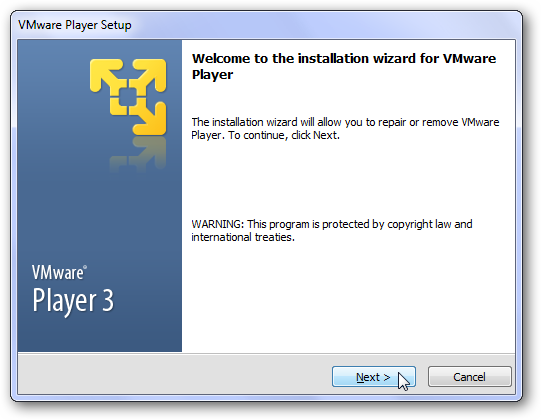 VMware Player Setup
Welcome to the installation wizard for VMware
Player
The installation wizard will allow you to repair or remove VMware
Player. To continue, click Next.
WARNING: This program is protected by copyright law and
international treaties.
VMware®
Player 3
Next >
Cancel